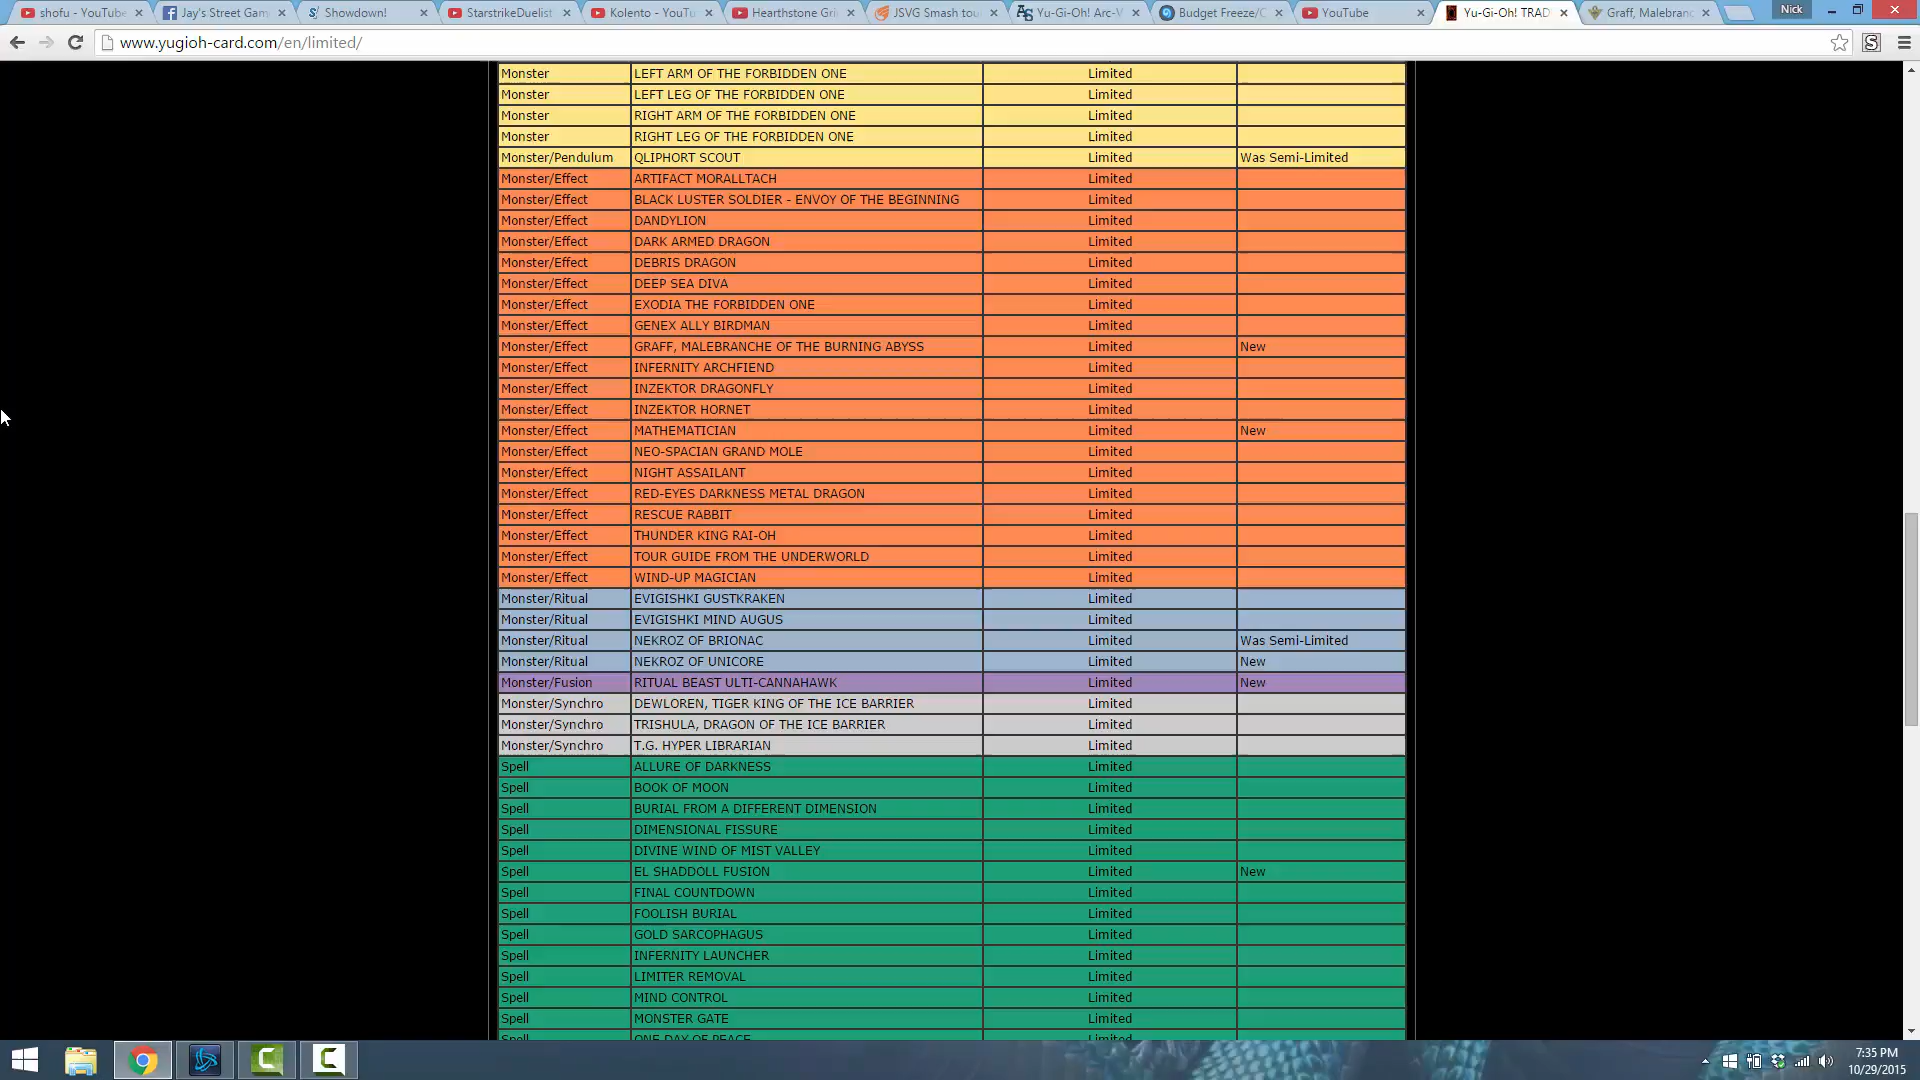 shofu - YouTube
Jay's Street Gam
Showdown!
StarstrikeDuelist
Kolento - YouTu
Hearthstone Gri
JSVG Smash tou
Yu-Gi-Oh! Arc-V
Budget Freeze/C
YouTube
Yu-Gi-Oh! TRAD
Graff, Malebranc
Nick
www.yugioh-card.com/en/limited/
Monster LEFT ARM OF THE FORBIDDEN ONE Limited
Monster LEFT LEG OF THE FORBIDDEN ONE Limited
Monster RIGHT ARM OF THE FORBIDDEN ONE Limited
Monster RIGHT LEG OF THE FORBIDDEN ONE Limited
Monster/Pendulum QLIPHORT SCOUT Limited Was Semi-Limited
Monster/Effect ARTIFACT MORALLTACH Limited
Monster/Effect BLACK LUSTER SOLDIER - ENVOY OF THE BEGINNING Limited
Monster/Effect DANDYLION Limited
Monster/Effect DARK ARMED DRAGON Limited
Monster/Effect DEBRIS DRAGON Limited
Monster/Effect DEEP SEA DIVA Limited
Monster/Effect EXODIA THE FORBIDDEN ONE Limited
Monster/Effect GENEX ALLY BIRDMAN Limited
Monster/Effect GRAFF, MALEBRANCHE OF THE BURNING ABYSS Limited New
Monster/Effect INFERNITY ARCHFIEND Limited
Monster/Effect INZEKTOR DRAGONFLY Limited
Monster/Effect INZEKTOR HORNET Limited
Monster/Effect MATHEMATICIAN Limited New
Monster/Effect NEO-SPACIAN GRAND MOLE Limited
Monster/Effect NIGHT ASSAILANT Limited
Monster/Effect RED-EYES DARKNESS METAL DRAGON Limited
Monster/Effect RESCUE RABBIT Limited
Monster/Effect THUNDER KING RAI-OH Limited
Monster/Effect TOUR GUIDE FROM THE UNDERWORLD Limited
Monster/Effect WIND-UP MAGICIAN Limited
Monster/Ritual EVIGISHKI GUSTKRAKEN Limited
Monster/Ritual EVIGISHKI MIND AUGUS Limited
Monster/Ritual NEKROZ OF BRIONAC Limited Was Semi-Limited
Monster/Ritual NEKROZ OF UNICORE Limited New
Monster/Fusion RITUAL BEAST ULTI-CANNAHAWK Limited New
Monster/Synchro DEWLOREN, TIGER KING OF THE ICE BARRIER Limited
Monster/Synchro TRISHULA, DRAGON OF THE ICE BARRIER Limited
Monster/Synchro T.G. HYPER LIBRARIAN Limited
Spell ALLURE OF DARKNESS Limited
Spell BOOK OF MOON Limited
Spell BURIAL FROM A DIFFERENT DIMENSION Limited
Spell DIMENSIONAL FISSURE Limited
Spell DIVINE WIND OF MIST VALLEY Limited
Spell EL SHADDOLL FUSION Limited New
Spell FINAL COUNTDOWN Limited
Spell FOOLISH BURIAL Limited
Spell GOLD SARCOPHAGUS Limited
Spell INFERNITY LAUNCHER Limited
Spell LIMITER REMOVAL Limited
Spell MIND CONTROL Limited
Spell MONSTER GATE Limited
Spell ONE DAY OF PEACE Limited
7:35 PM
10/29/2015